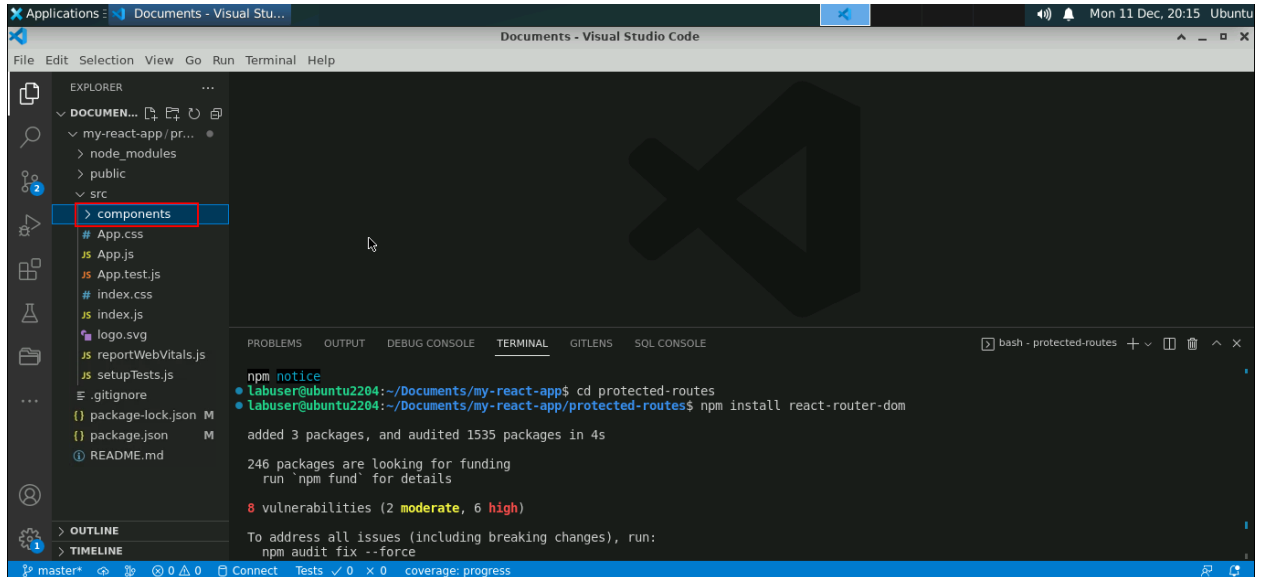 Applications
Documents - Visual Stu...
Mon 11 Dec, 20:15 Ubuntu
Documents - Visual Studio Code
File Edit Selection View Go Run Terminal Help
EXPLORER
DOCUMEN...
my-react-app/pr...
node_modules
public
src
components
# App.css
JS App.js
JS App.test.js
# index.css
JS index.js
logo.svg
JS reportWebVitals.js
JS setupTests.js
.gitignore
{} package-lock.json M
{} package.json M
README.md
OUTLINE
TIMELINE
2
1
PROBLEMS OUTPUT DEBUG CONSOLE TERMINAL GITLENS SQL CONSOLE
bash - protected-routes
npm notice
labuser@ubuntu2204:~/Documents/my-react-app$ cd protected-routes
labuser@ubuntu2204:~/Documents/my-react-app/protected-routes$ npm install react-router-dom
added 3 packages, and audited 1535 packages in 4s
246 packages are looking for funding
run `npm fund` for details
8 vulnerabilities (2 moderate, 6 high)
To address all issues (including breaking changes), run:
npm audit fix --force
master* 0 0 Connect Tests ✓ 0 × 0 coverage: progress